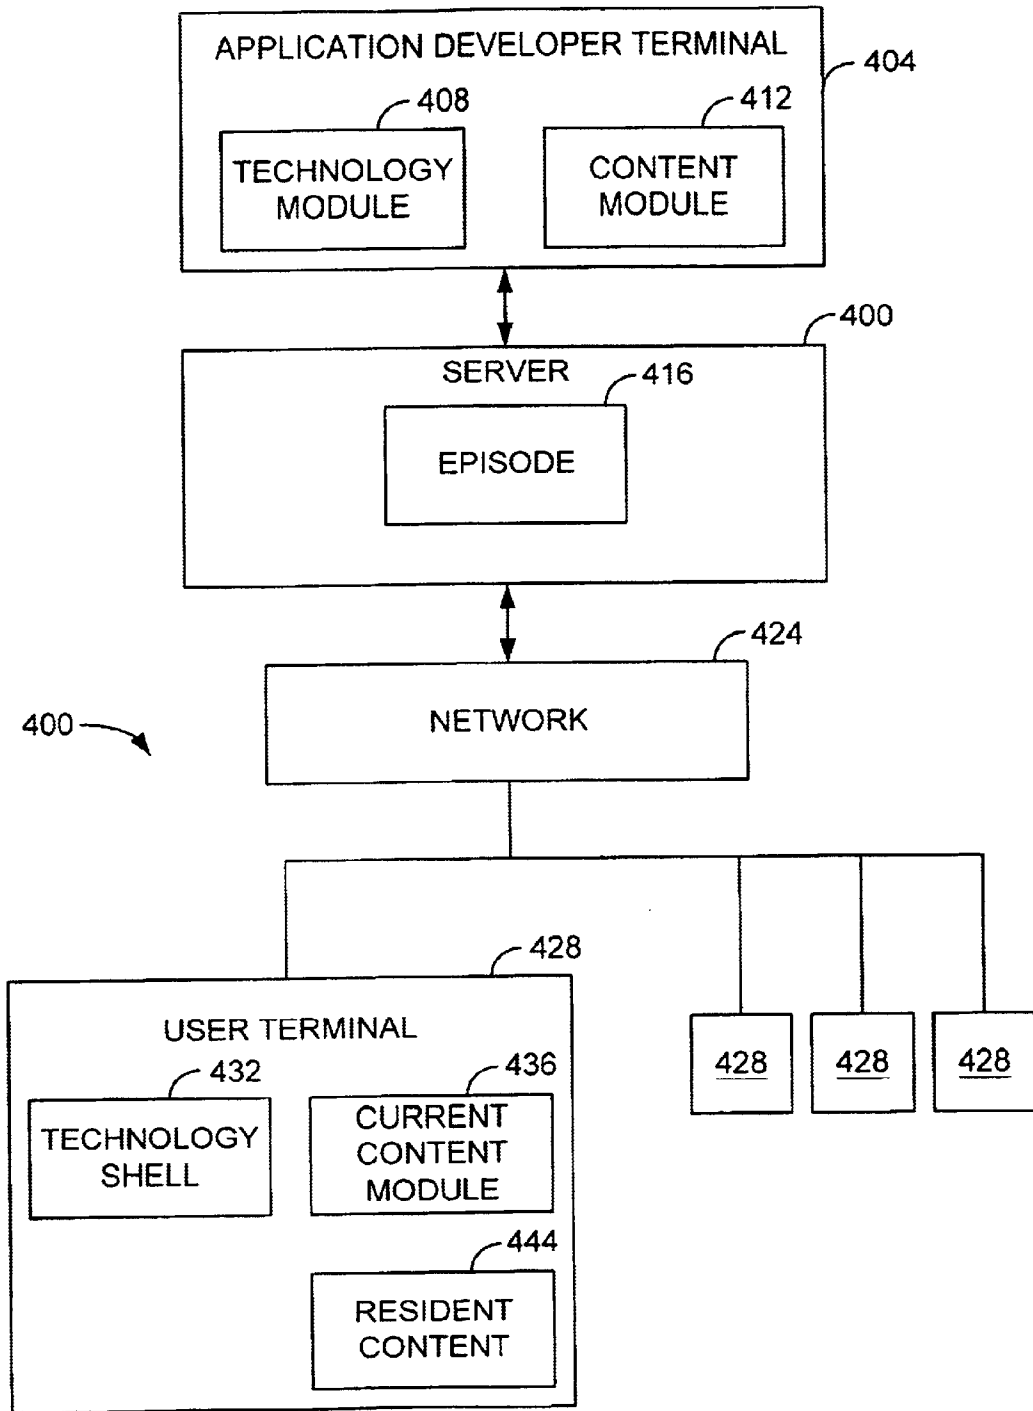 APPLICATION DEVELOPER TERMINAL
404
408
412
TECHNOLOGY
MODULE
CONTENT
MODULE
400
SERVER
416
EPISODE
424
NETWORK
400
428
USER TERMINAL
432
436
TECHNOLOGY
SHELL
CURRENT
CONTENT
MODULE
444
RESIDENT
CONTENT
428
428
428